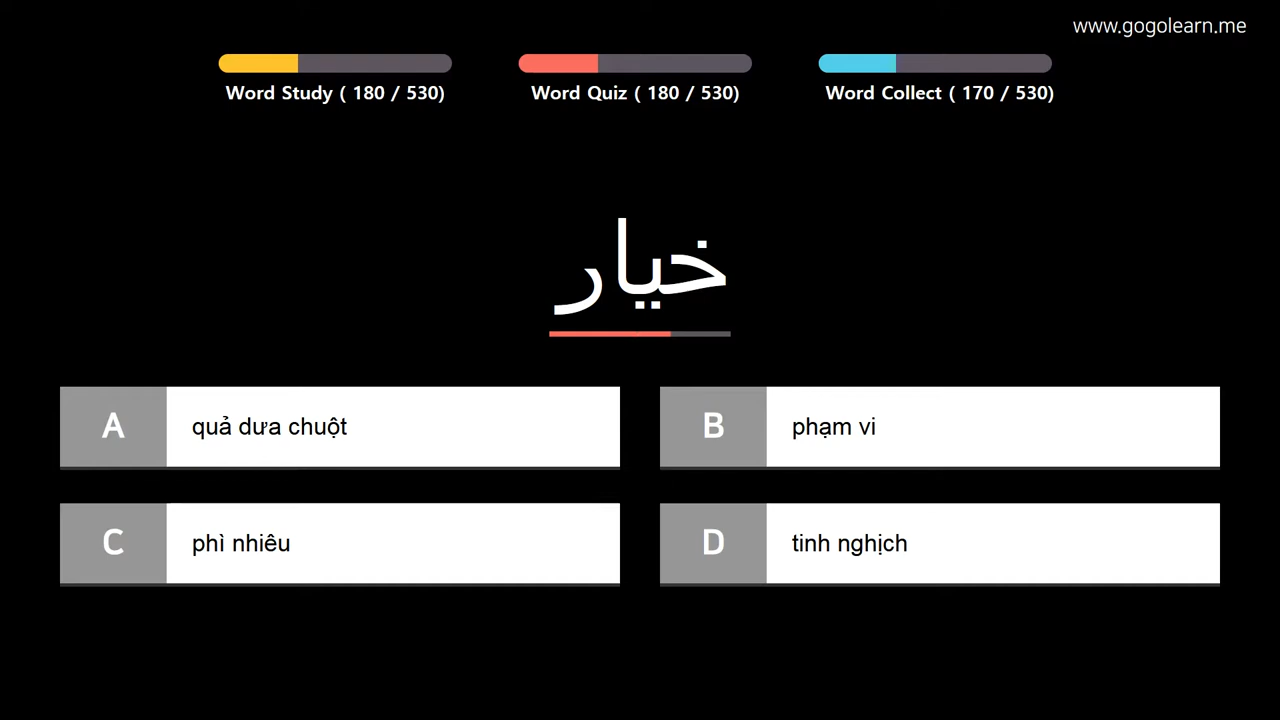 www.gogolearn.me
Word Study ( 180 / 530)
Word Quiz ( 180 / 530)
Word Collect ( 170 / 530)
خيار
A quả dưa chuột
B phạm vi
C phì nhiêu
D tinh nghịch